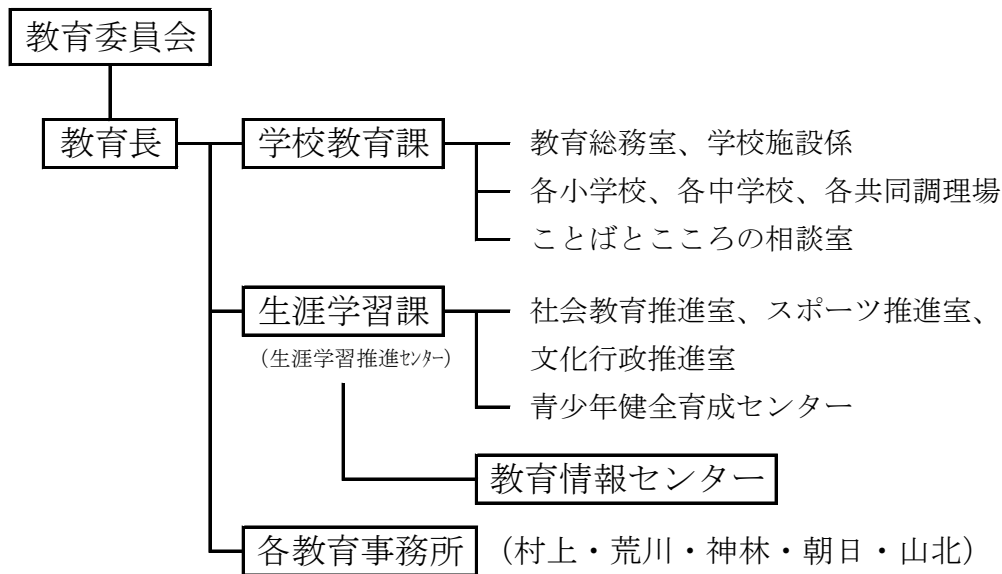 教育委員会
教育長
学校教育課
教育総務室、学校施設係
各小学校、各中学校、各共同調理場
ことばとこころの相談室
生涯学習課
（生涯学習推進ｾﾝﾀｰ）
社会教育推進室、スポーツ推進室、
文化行政推進室
青少年健全育成センター
教育情報センター
各教育事務所
（村上・荒川・神林・朝日・山北）